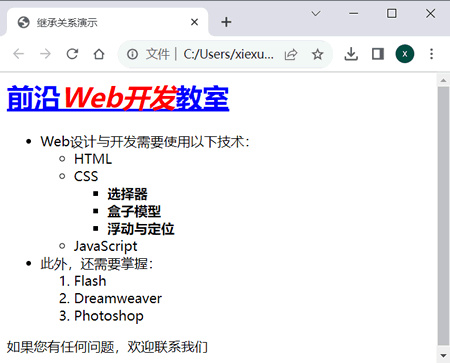 继承关系演示
文件 | C:/Users/xiexu...
X
前沿Web开发教室
• Web设计与开发需要使用以下技术：
◦ HTML
◦ CSS
▪ 选择器
▪ 盒子模型
▪ 浮动与定位
◦ JavaScript
• 此外，还需要掌握：
1. Flash
2. Dreamweaver
3. Photoshop
如果您有任何问题，欢迎联系我们